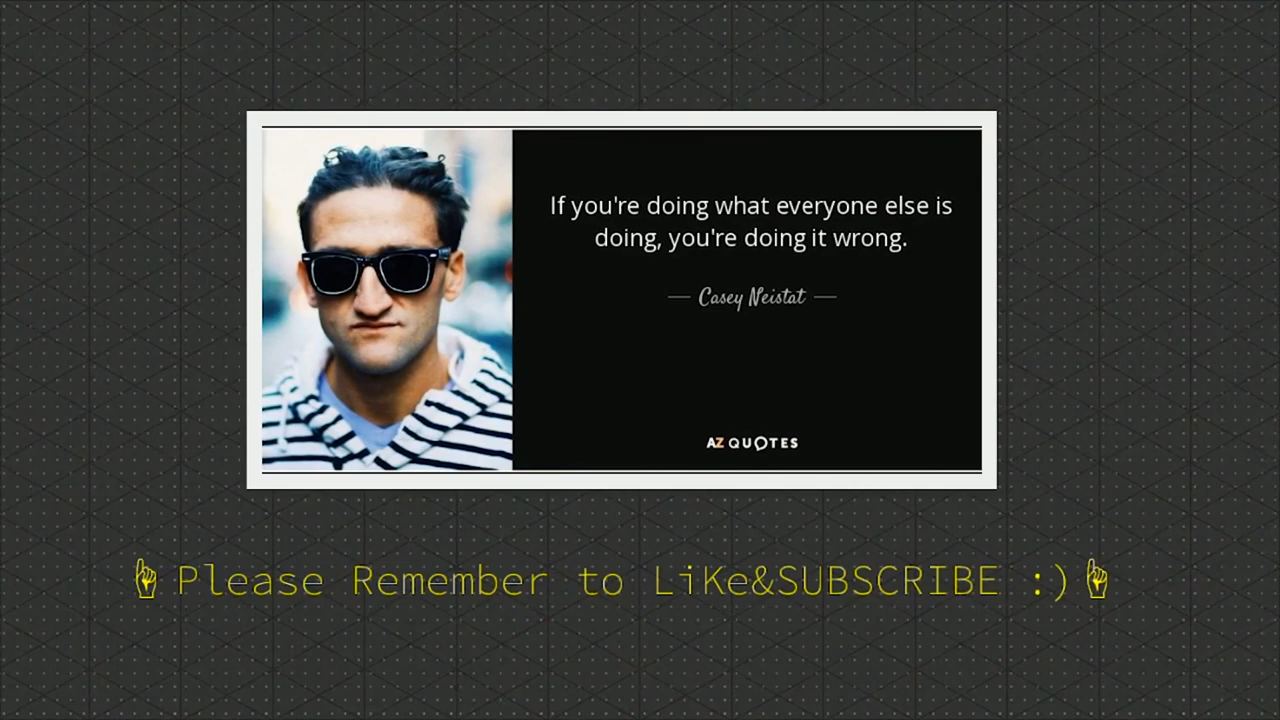 If you're doing what everyone else is
doing, you're doing it wrong.
— Casey Neistat —
AZ QUOTES
☝Please Remember to LiKe&SUBSCRIBE :)☝